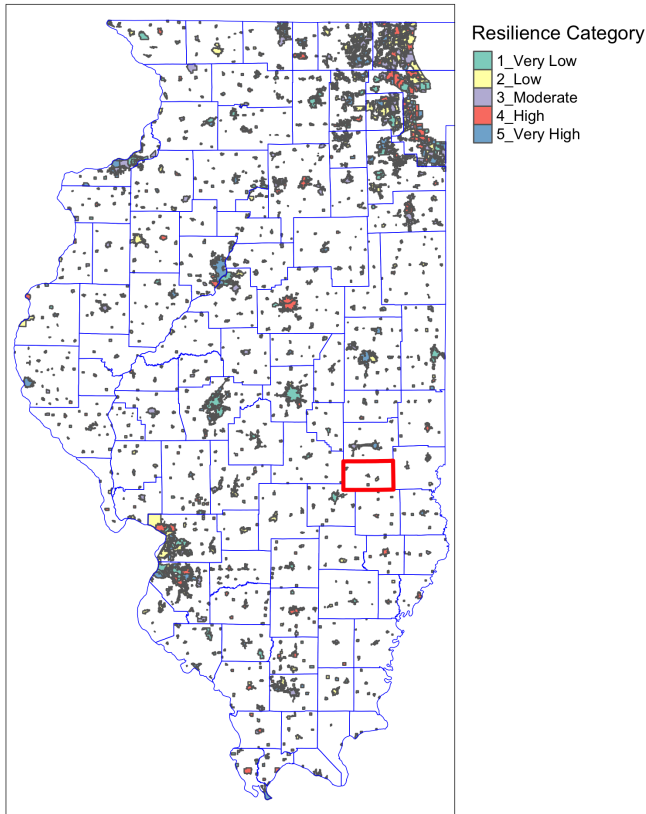 Resilience Category
1_Very Low
2_Low
3_Moderate
4_High
5_Very High